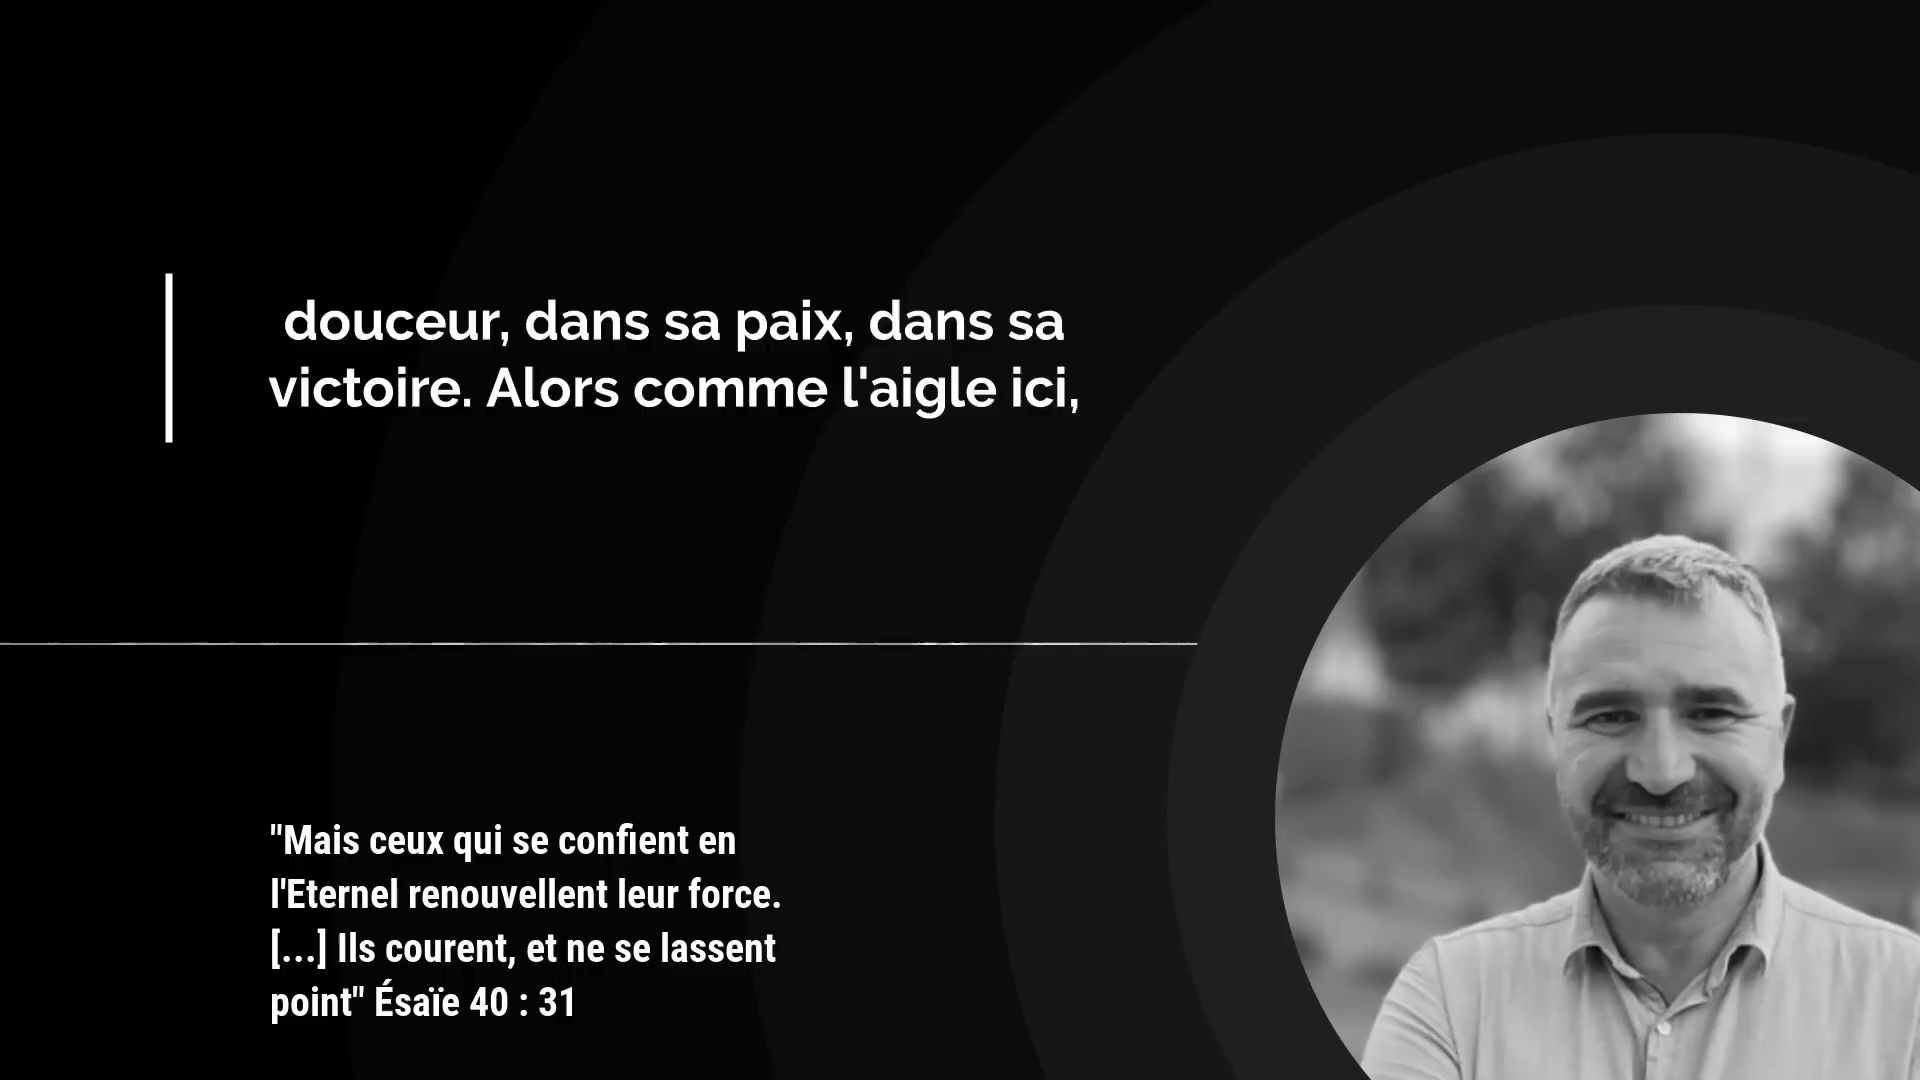 douceur, dans sa paix, dans sa
victoire. Alors comme l'aigle ici,
"Mais ceux qui se confient en
l'Eternel renouvellent leur force.
[...] Ils courent, et ne se lassent
point" Ésaïe 40 : 31